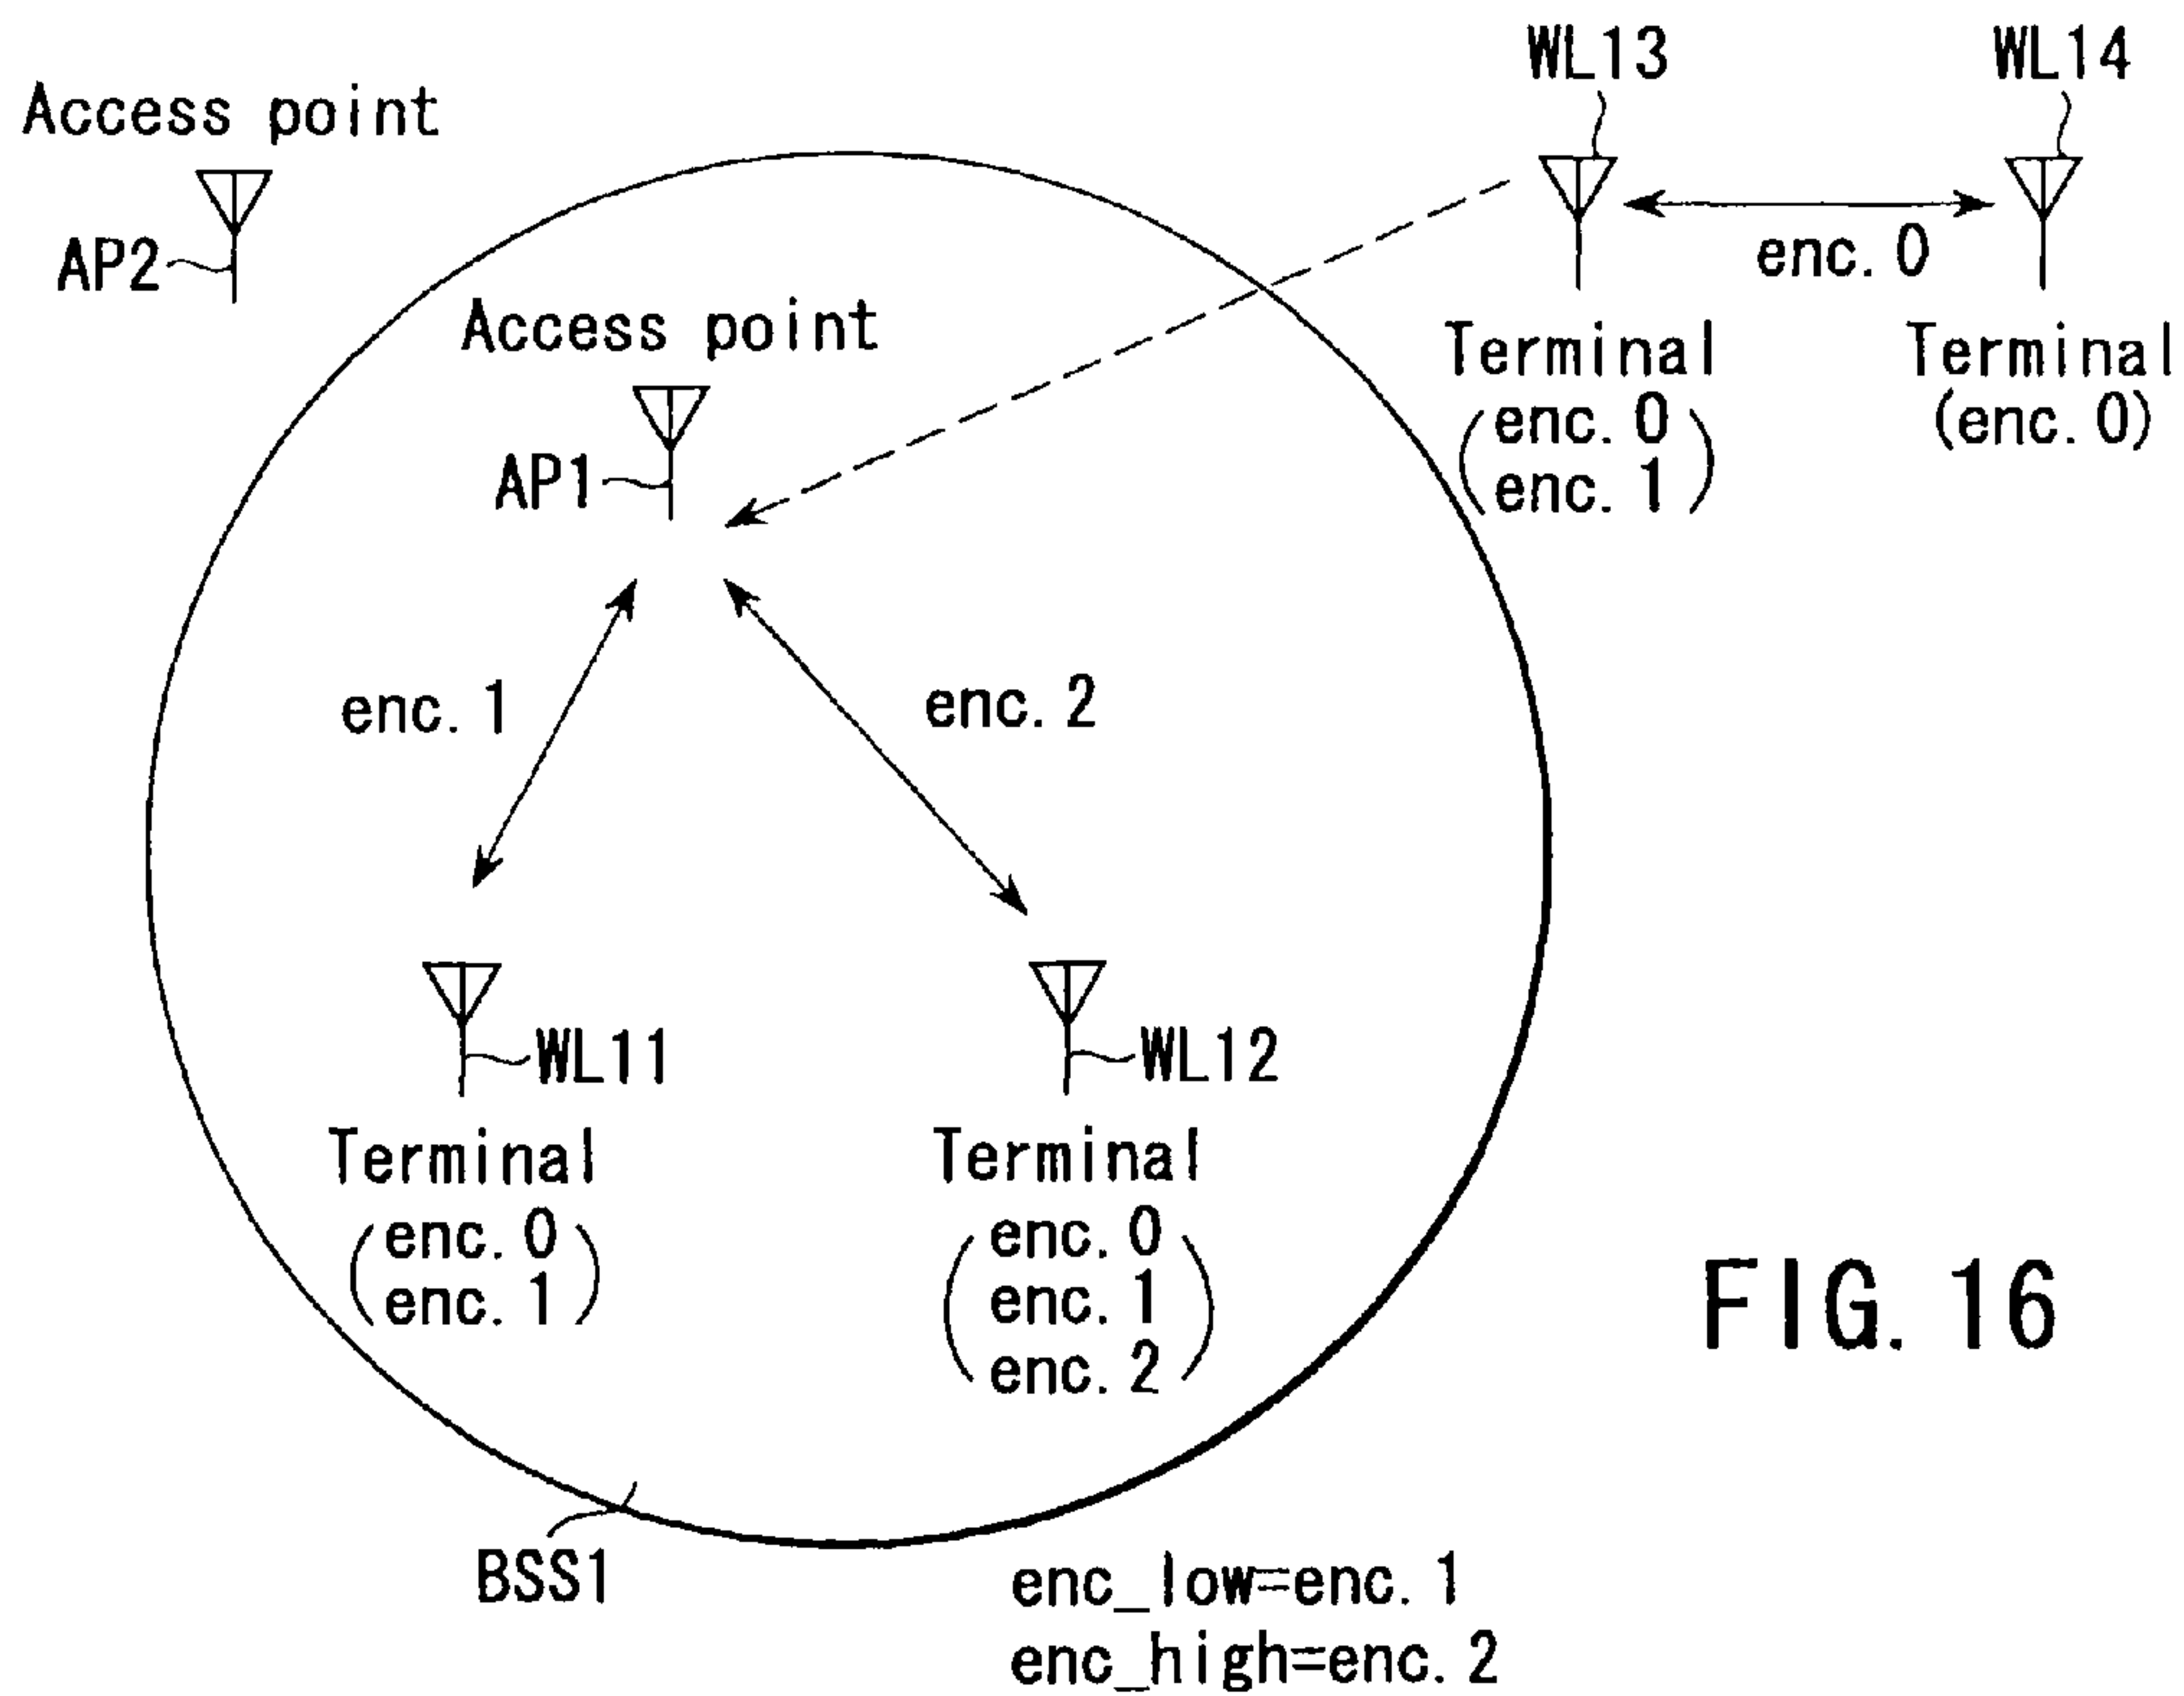 WL13
WL14
Access point
AP2
enc. 0
Access point
Terminal
(enc. 0
enc. 1)
Terminal
(enc. 0)
AP1
enc. 1
enc. 2
WL11
WL12
Terminal
(enc. 0
enc. 1)
Terminal
(enc. 0
enc. 1
enc. 2)
FIG. 16
BSS1
enc_low=enc. 1
enc_high=enc. 2